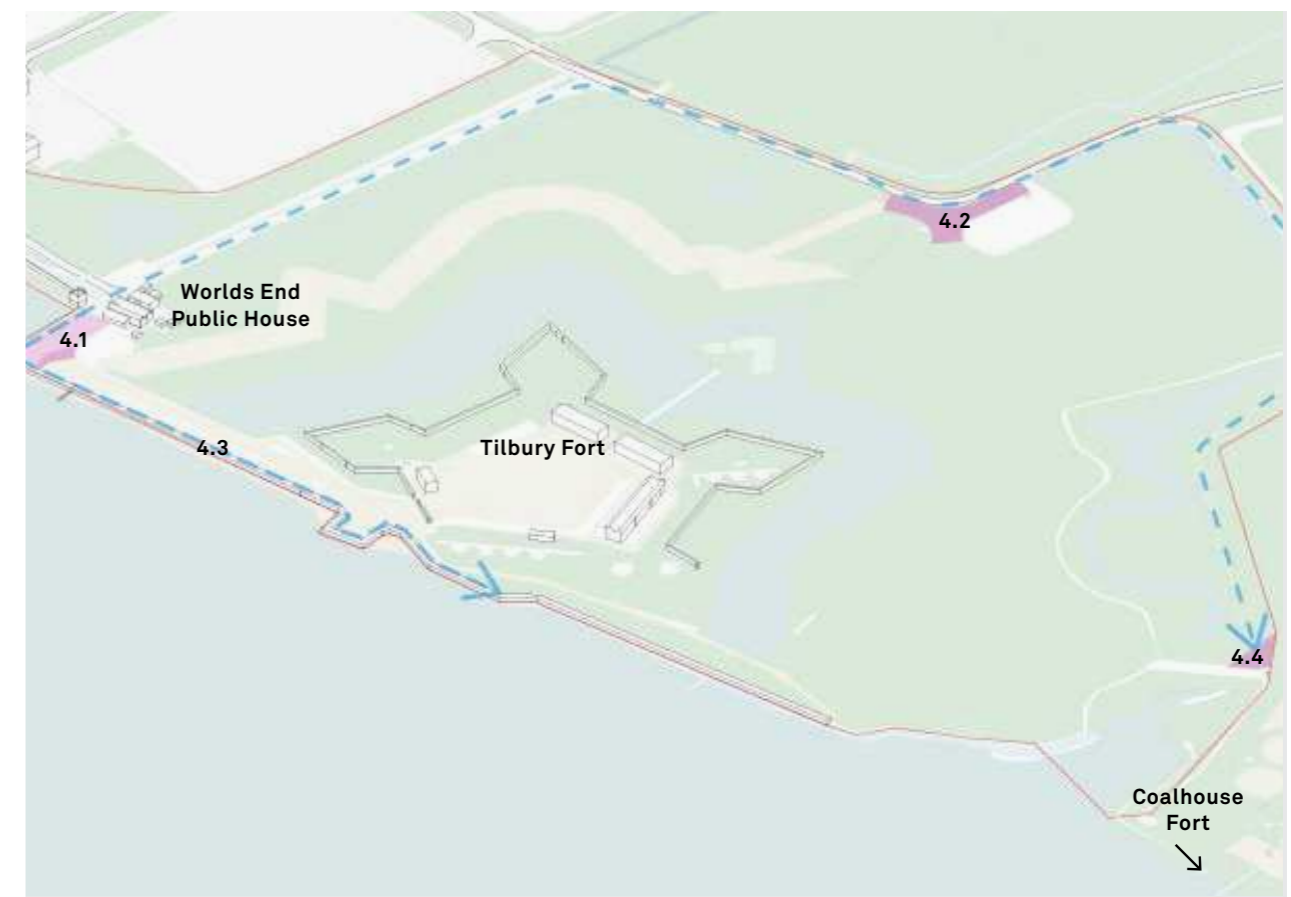 4.2
Worlds End
Public House
4.1
4.3
Tilbury Fort
4.4
Coalhouse
Fort